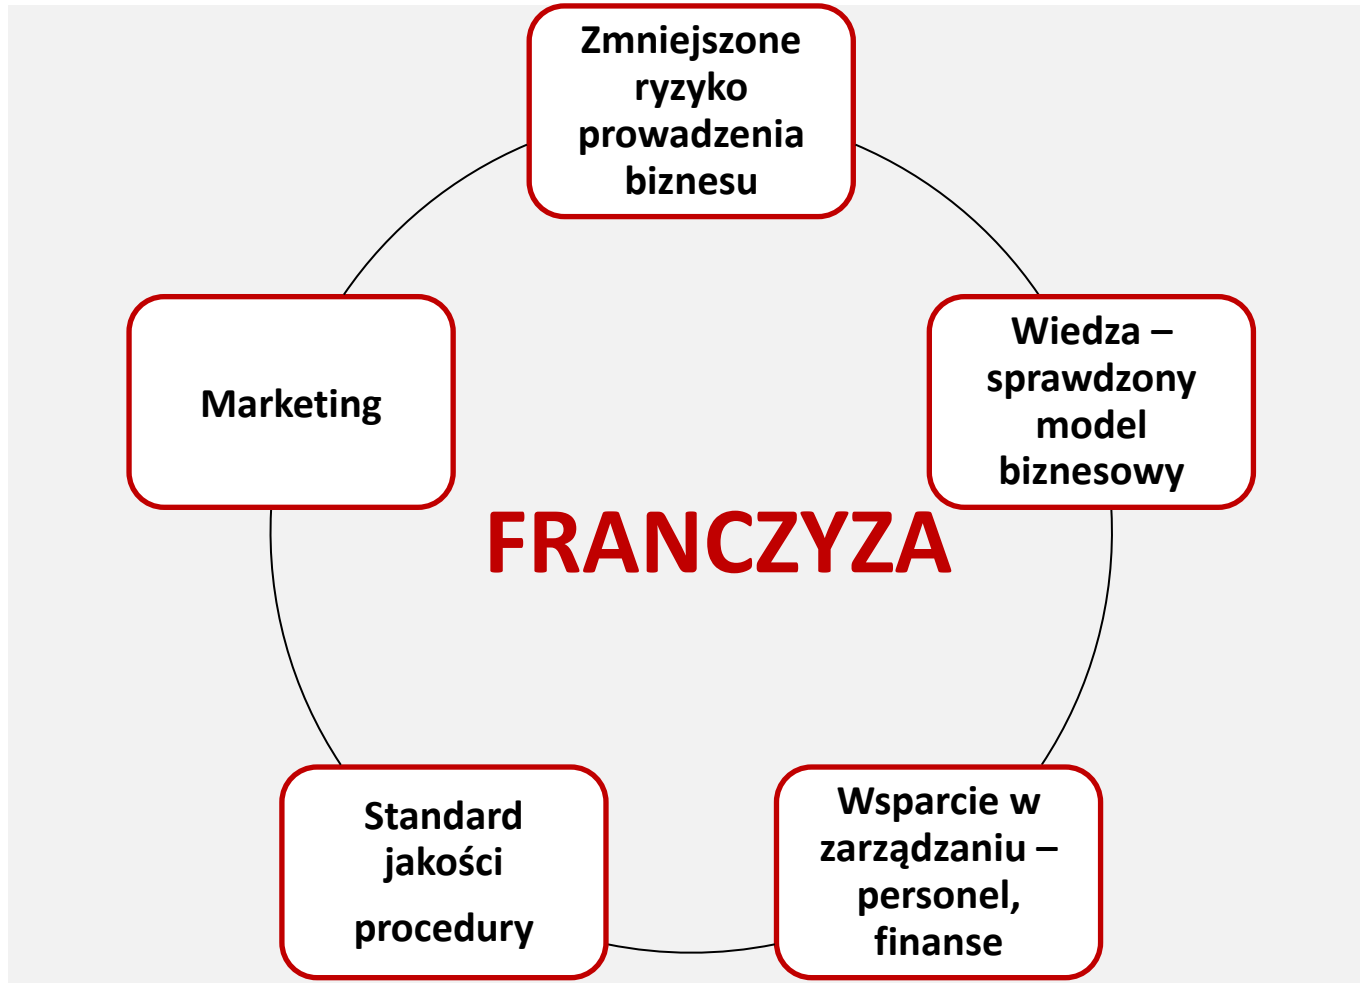 Zmniejszone
ryzyko
prowadzenia
biznesu
Wiedza –
sprawdzony
model
biznesowy
Marketing
FRANCZYZA
Wsparcie w
zarządzaniu –
personel,
finanse
Standard
jakości
procedury